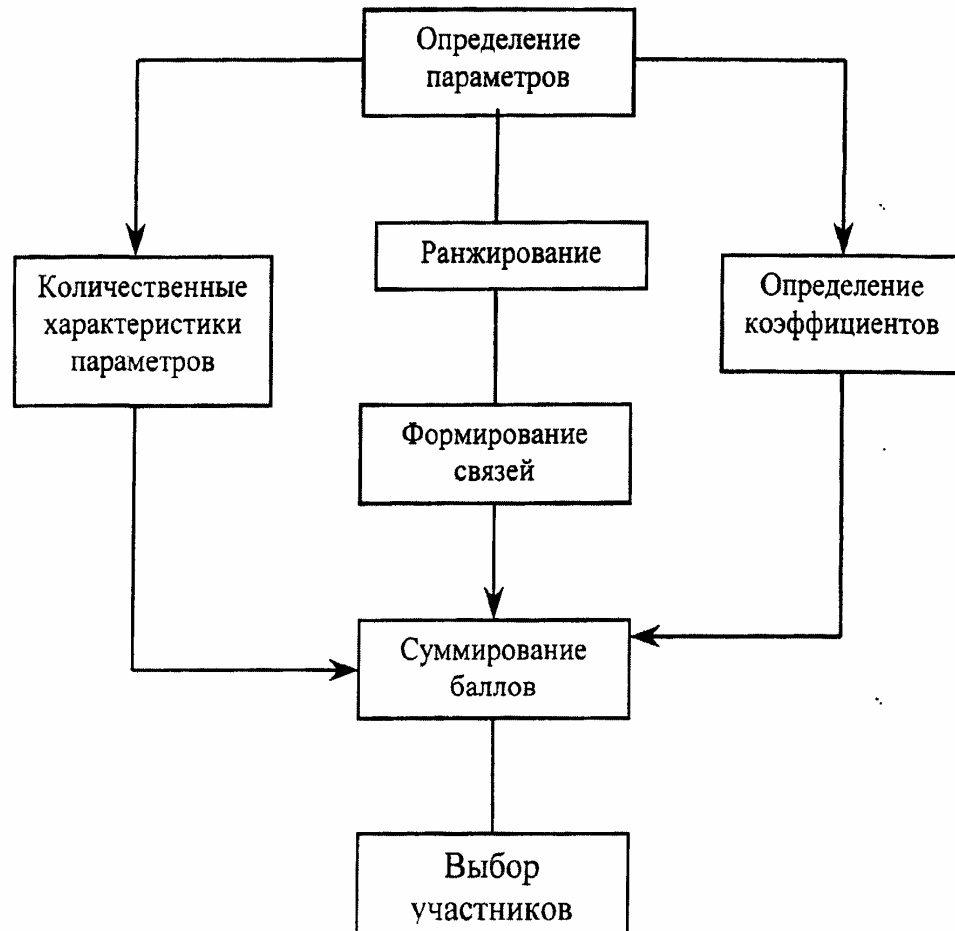 Определение
параметров
Ранжирование
Количественные
характеристики
параметров
Определение
коэффициентов
Формирование
связей
Суммирование
баллов
Выбор
участников